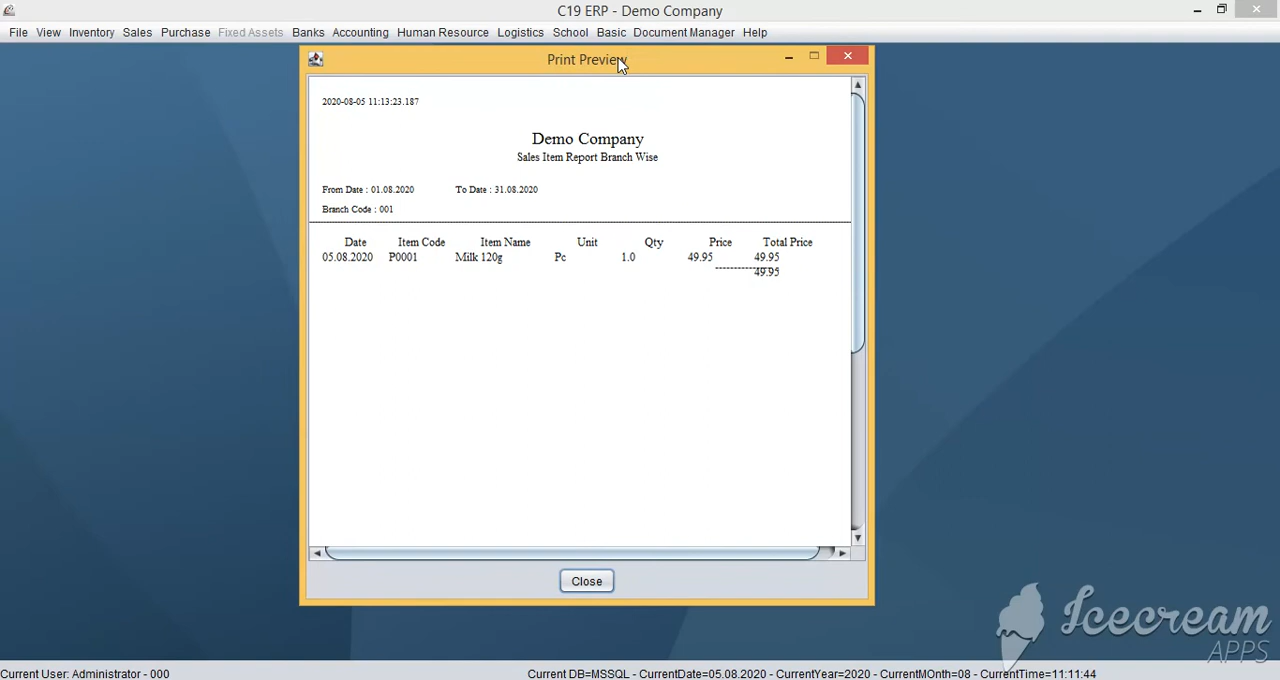 C19 ERP - Demo Company
File View Inventory Sales Purchase Fixed Assets Banks Accounting Human Resource Logistics School Basic Document Manager Help
Print Preview
2020-08-05 11:13:23.187
Demo Company
Sales Item Report Branch Wise
From Date : 01.08.2020 To Date : 31.08.2020
Branch Code : 001
Date Item Code Item Name Unit Qty Price Total Price
05.08.2020 P0001 Milk 120g Pc 1.0 49.95 49.95
49.95
Close
Icecream
APPS
Current User: Administrator - 000 Current DB=MSSQL - CurrentDate=05.08.2020 - CurrentYear=2020 - CurrentMOnth=08 - CurrentTime=11:11:44